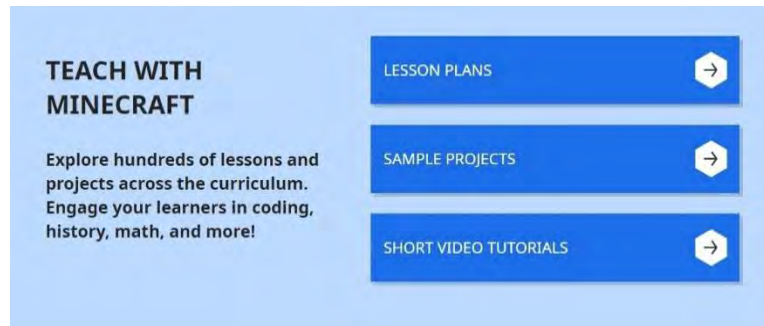 TEACH WITH
MINECRAFT
Explore hundreds of lessons and
projects across the curriculum.
Engage your learners in coding,
history, math, and more!
LESSON PLANS
SAMPLE PROJECTS
SHORT VIDEO TUTORIALS